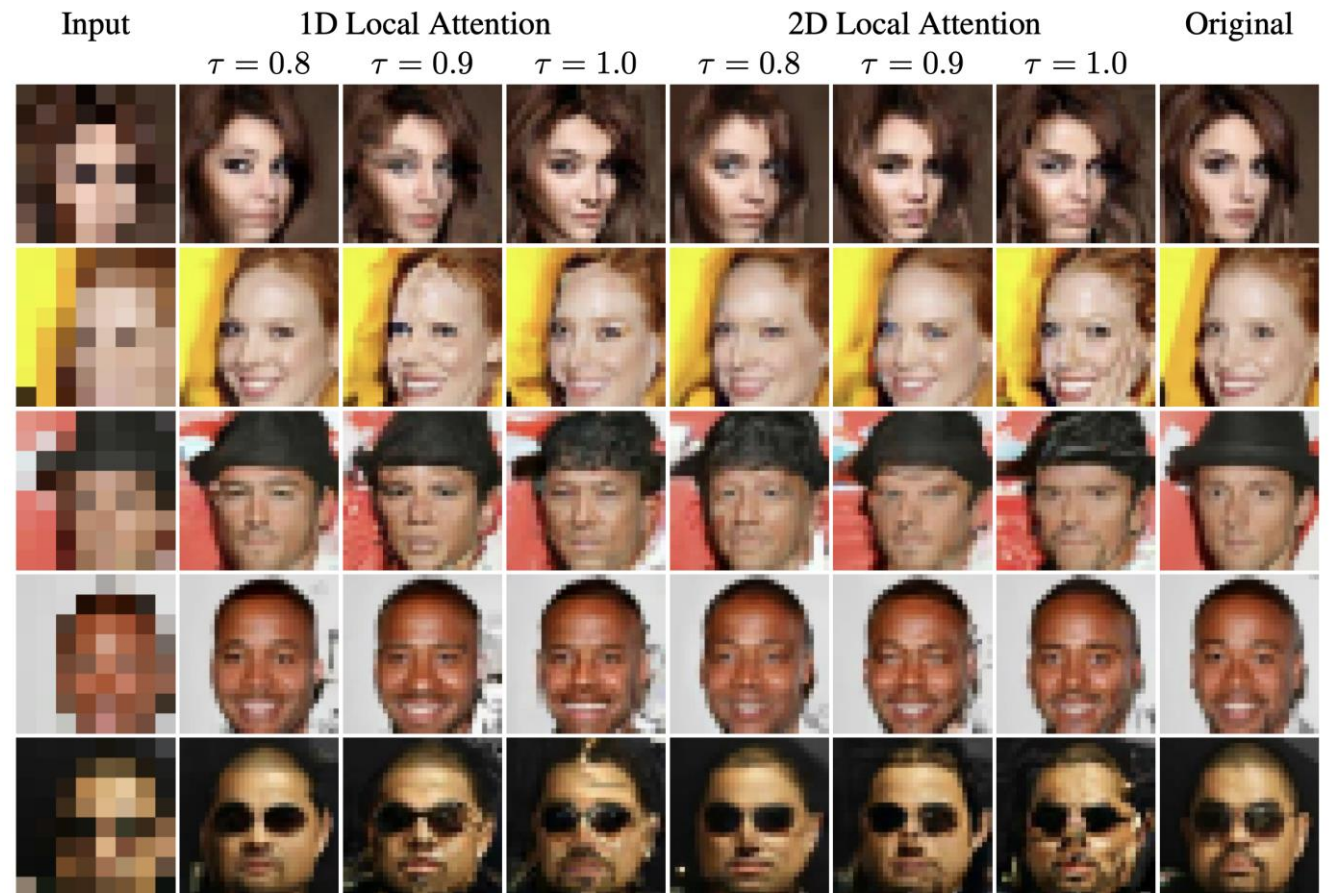 Input 1D Local Attention 2D Local Attention Original
τ = 0.8 τ = 0.9 τ = 1.0 τ = 0.8 τ = 0.9 τ = 1.0